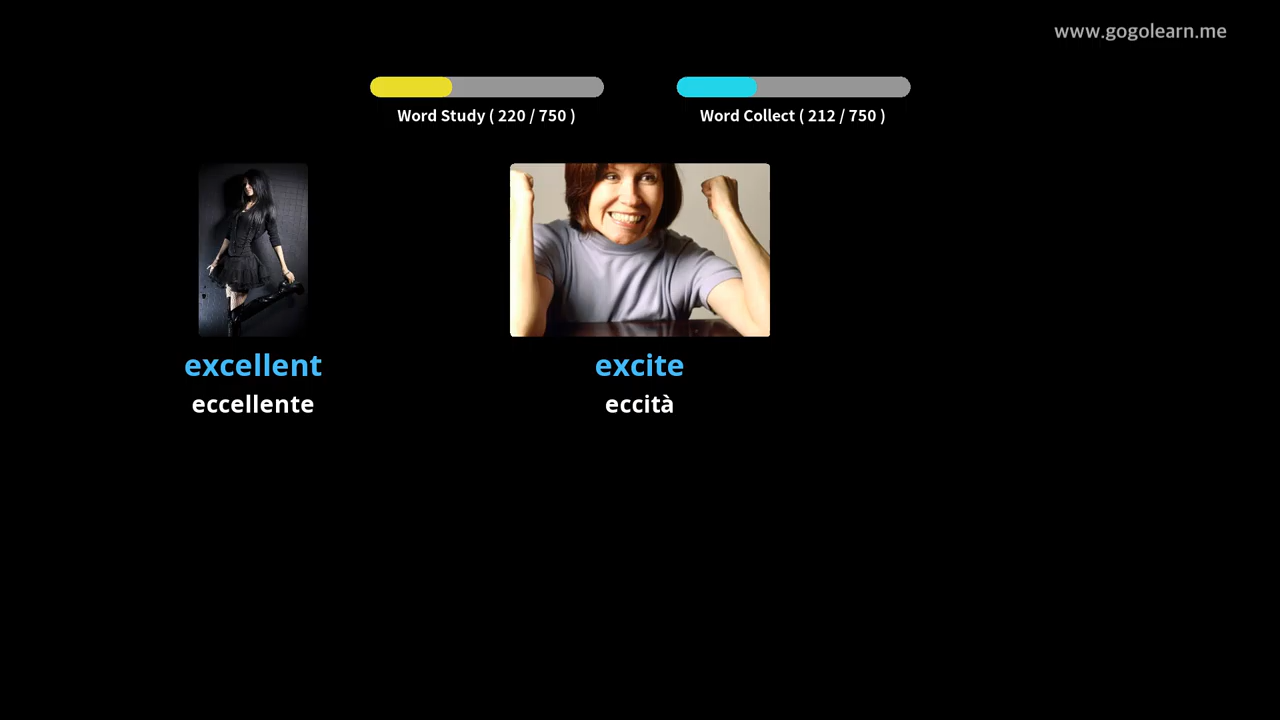 www.gogolearn.me
Word Study ( 220 / 750 )
Word Collect ( 212 / 750 )
excellent
eccellente
excite
eccità